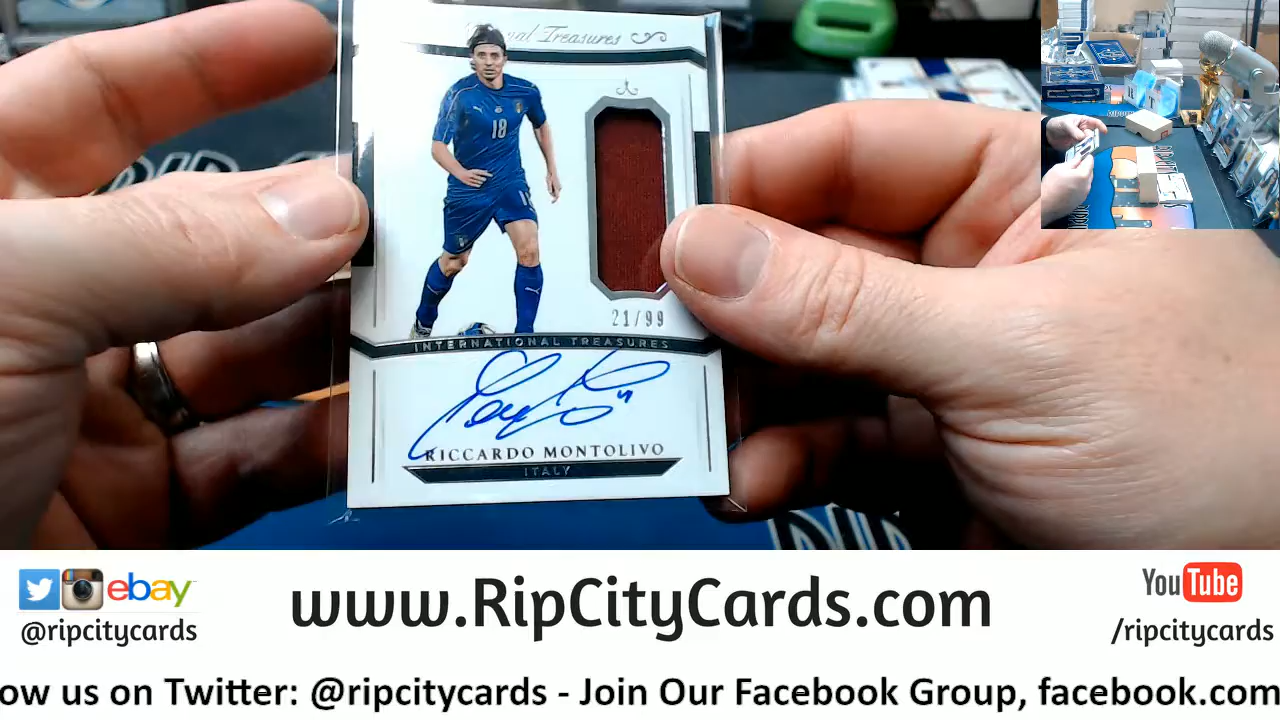 Treasures
18
21/99
INTERNATIONAL TREASURES
RICCARDO MONTOLIVO
ITALY
ebay
@ripcitycards
www.RipCityCards.com
YouTube
/ripcitycards
ow us on Twitter: @ripcitycards - Join Our Facebook Group, facebook.com